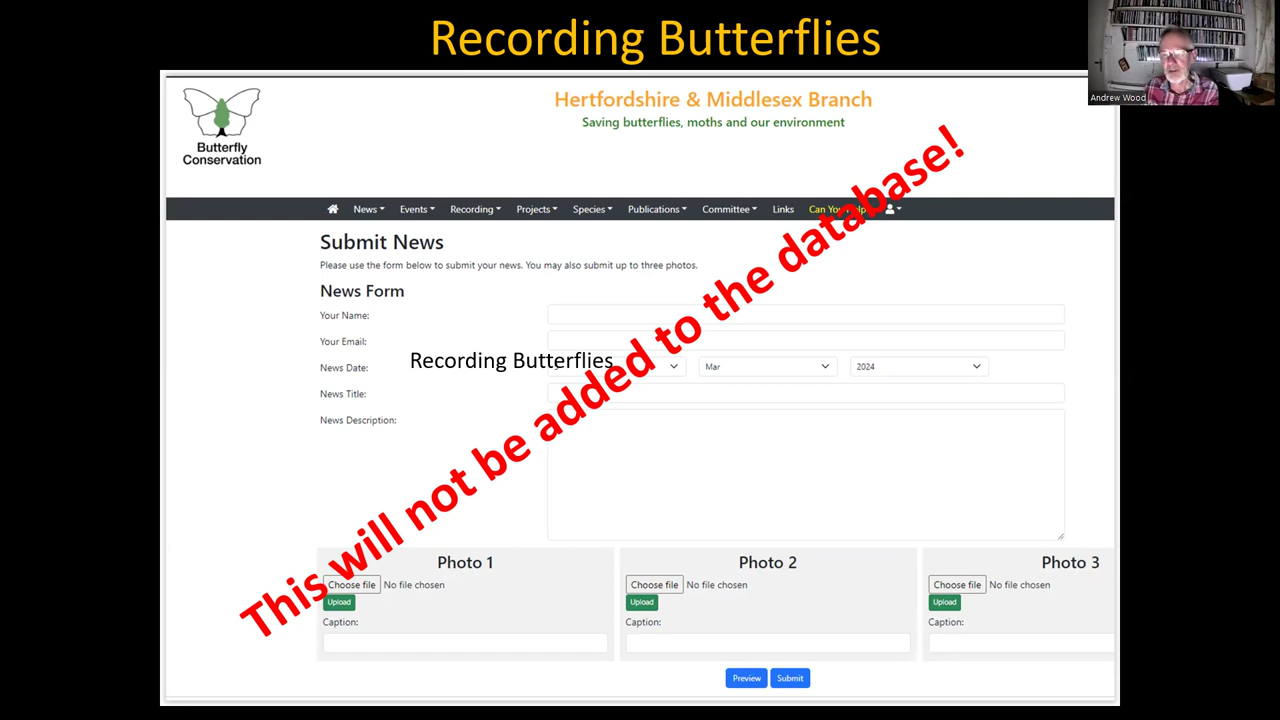 Recording Butterflies
Andrew Wood
Butterfly
Conservation
Hertfordshire & Middlesex Branch
Saving butterflies, moths and our environment
News Events Recording Projects Species Publications Committee Links Can You
Submit News
Please use the form below to submit your news. You may also submit up to three photos.
News Form
Your Name:
Your Email:
Recording Butterflies
News Date: Mar 2024
News Title:
News Description:
This will not be added to the database!
Photo 1 Photo 2 Photo 3
Choose file No file chosen Choose file No file chosen Choose file No file chosen
Upload Upload Upload
Caption: Caption: Caption:
Preview Submit